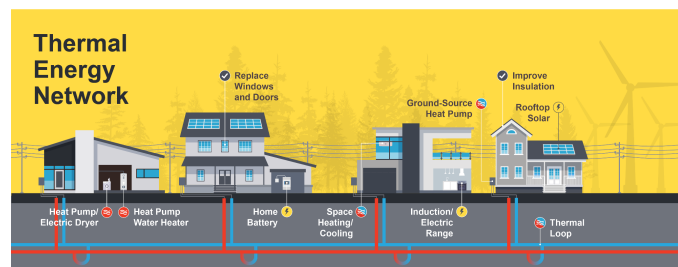 Thermal
Energy
Network
Replace
Windows
and Doors
Improve
Insulation
Ground-Source
Heat Pump
Rooftop
Solar
Heat Pump/
Electric Dryer
Heat Pump
Water Heater
Home
Battery
Space
Heating/
Cooling
Induction/
Electric
Range
Thermal
Loop